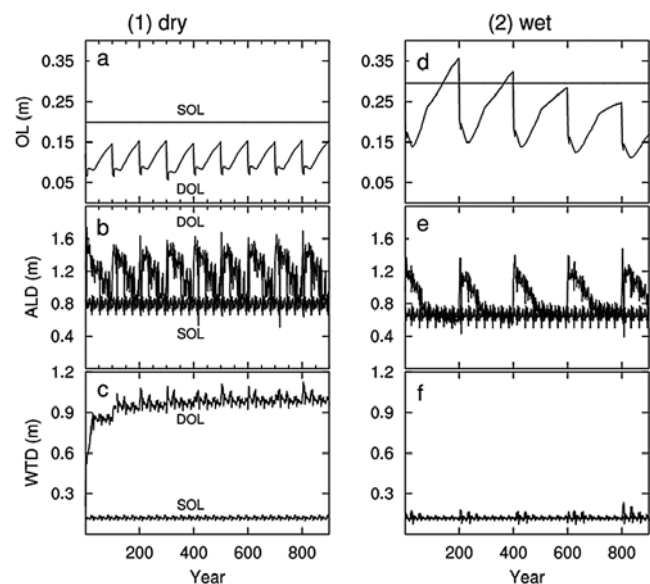 (1) dry
(2) wet
a
d
OL (m)
0.35
0.25
0.15
0.05
SOL
DOL
0.35
0.25
0.15
0.05
b
e
ALD (m)
1.6
1.2
0.8
0.4
DOL
SOL
1.6
1.2
0.8
0.4
c
f
WTD (m)
1.2
0.9
0.6
0.3
DOL
SOL
1.2
0.9
0.6
0.3
200 400 600 800
200 400 600 800
Year
Year